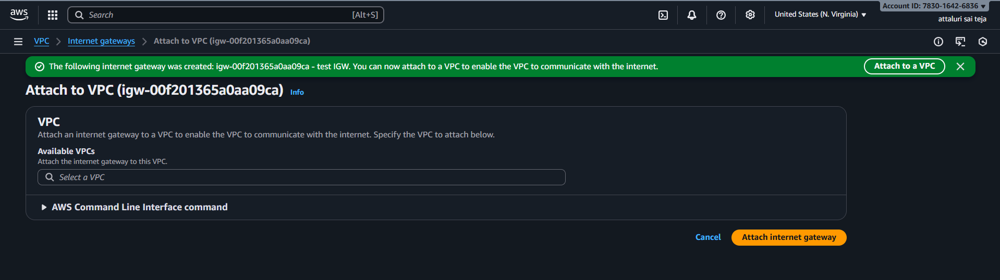 aws
Search [Alt+S]
United States (N. Virginia)
Account ID: 7830-1642-6836
attaluri sai teja
VPC Internet gateways Attach to VPC (igw-00f201365a0aa09ca)
The following internet gateway was created: igw-00f201365a0aa09ca - test IGW. You can now attach to a VPC to enable the VPC to communicate with the internet. Attach to a VPC
Attach to VPC (igw-00f201365a0aa09ca) Info
VPC
Attach an internet gateway to a VPC to enable the VPC to communicate with the internet. Specify the VPC to attach below.
Available VPCs
Attach the internet gateway to this VPC.
Select a VPC
AWS Command Line Interface command
Cancel Attach internet gateway